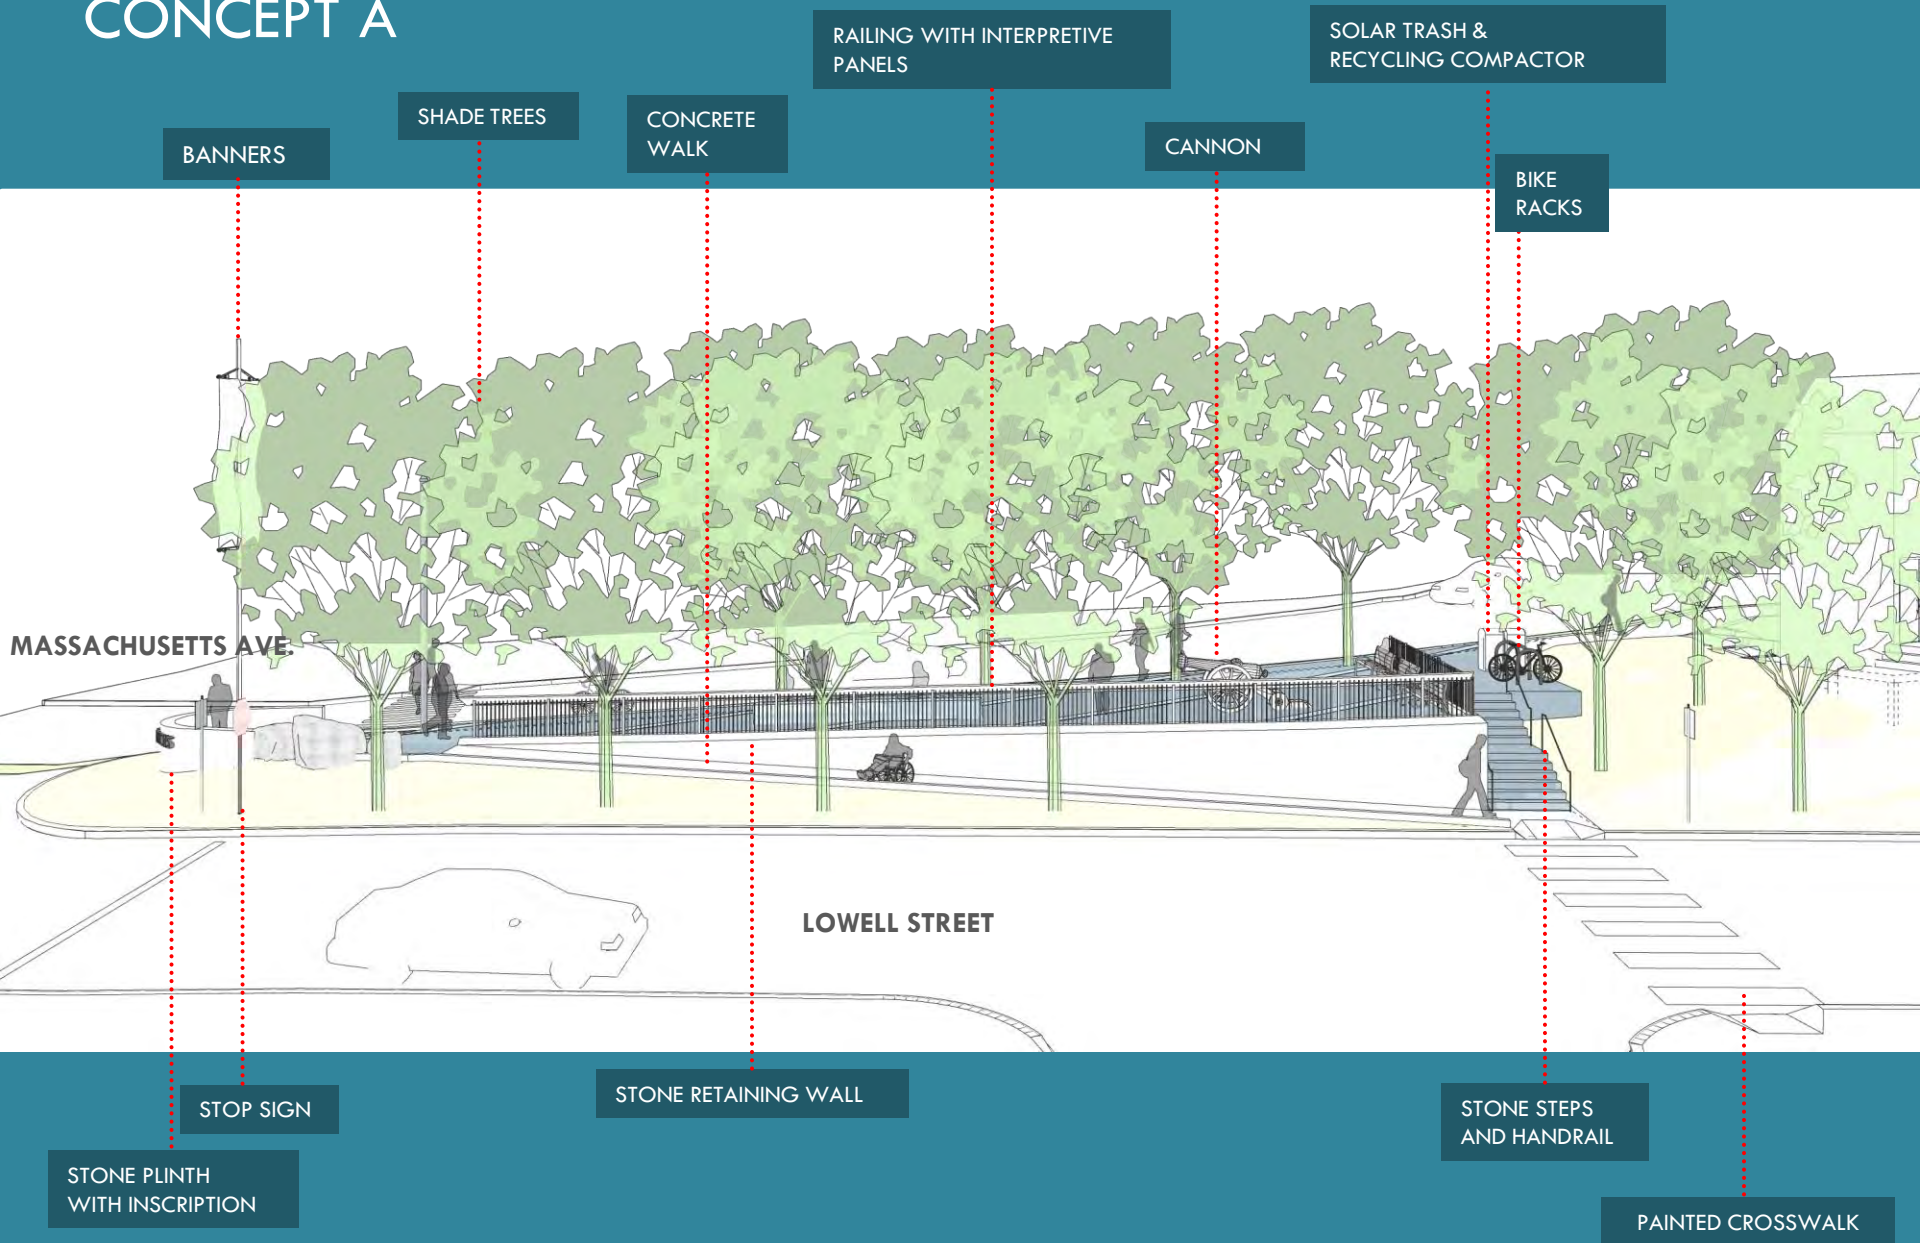 CONCEPT A
RAILING WITH INTERPRETIVE
PANELS
SOLAR TRASH &
RECYCLING COMPACTOR
SHADE TREES
CONCRETE
WALK
BANNERS
CANNON
BIKE
RACKS
MASSACHUSETTS AVE.
LOWELL STREET
STOP SIGN
STONE RETAINING WALL
STONE STEPS
AND HANDRAIL
STONE PLINTH
WITH INSCRIPTION
PAINTED CROSSWALK